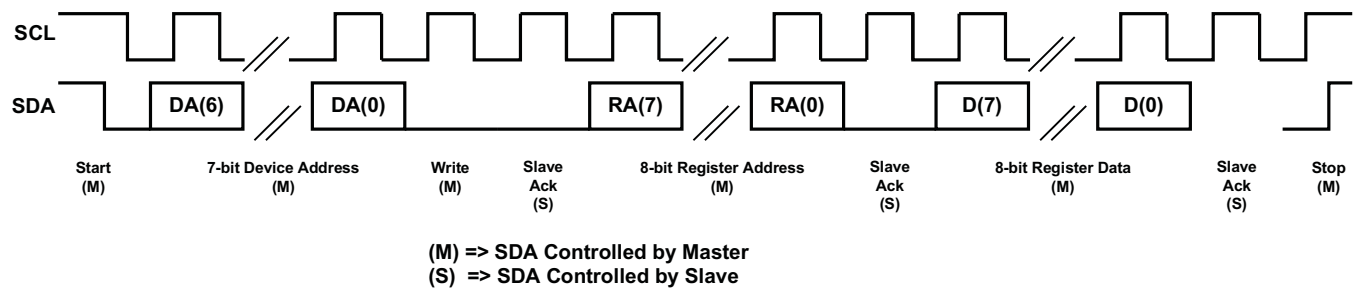 SCL
SDA
DA(6) DA(0) RA(7) RA(0) D(7) D(0)
Start 7-bit Device Address Write Slave 8-bit Register Address Slave 8-bit Register Data Slave Stop
(M) (M) (M) Ack (M) Ack (M) Ack (M)
(S) (S) (S)
(M) => SDA Controlled by Master
(S) => SDA Controlled by Slave